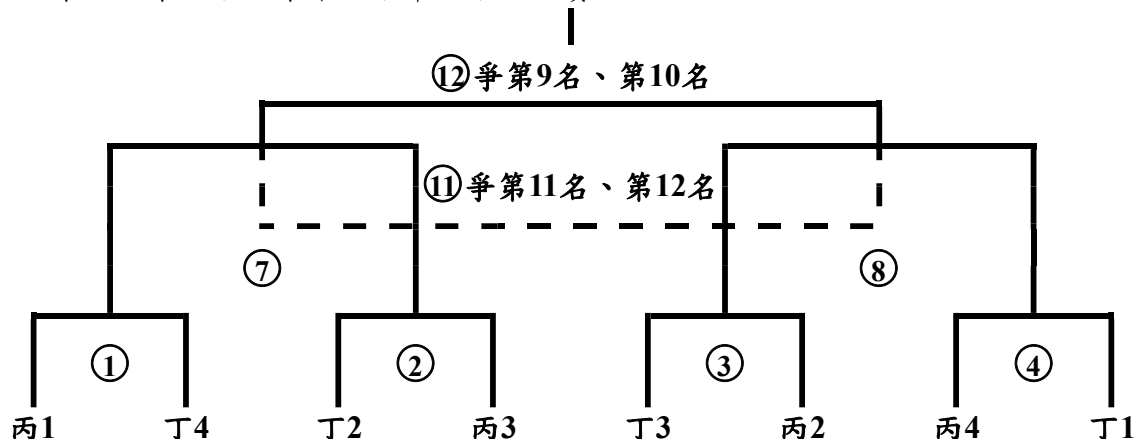 ⑫爭第9名、第10名
⑪爭第11名、第12名
⑦ ⑧
① ② ③ ④
丙1 丁4 丁2 丙3 丁3 丙2 丙4 丁1